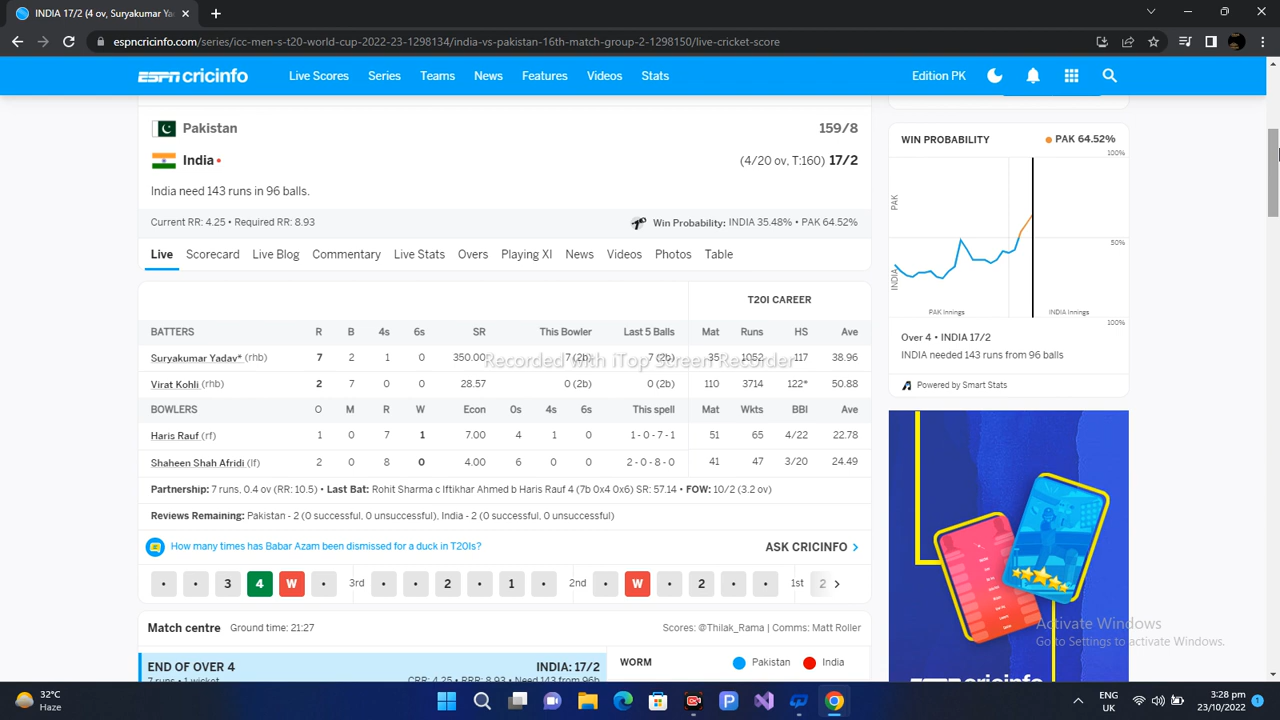 INDIA 17/2 (4 ov, Suryakumar Ya
espncricinfo.com/series/icc-men-s-t20-world-cup-2022-23-1298134/india-vs-pakistan-16th-match-group-2-1298150/live-cricket-score
ESPN cricinfo Live Scores Series Teams News Features Videos Stats Edition PK
Pakistan 159/8
India (4/20 ov, T:160) 17/2
India need 143 runs in 96 balls.
Current RR: 4.25 • Required RR: 8.93 Win Probability: INDIA 35.48% • PAK 64.52%
Live Scorecard Live Blog Commentary Live Stats Overs Playing XI News Videos Photos Table
T20I CAREER
BATTERS R B 4s 6s SR This Bowler Last 5 Balls Mat Runs HS Ave
Suryakumar Yadav* (rhb) 7 2 1 0 350.00 7 (2b) 7 (2b) 35 1052 117 38.96
Recorded with iTop Screen Recorder
Virat Kohli (rhb) 2 7 0 0 28.57 0 (2b) 0 (2b) 110 3714 122* 50.88
BOWLERS O M R W Econ 0s 4s 6s This spell Mat Wkts BBI Ave
Haris Rauf (rf) 1 0 7 1 7.00 4 1 0 1 - 0 - 7 - 1 51 65 4/22 22.78
Shaheen Shah Afridi (lf) 2 0 8 0 4.00 6 0 0 2 - 0 - 8 - 0 41 47 3/20 24.49
Partnership: 7 runs, 0.4 ov (RR: 10.5) • Last Bat: Rohit Sharma c Iftikhar Ahmed b Haris Rauf 4 (7b 0x4 0x6) SR: 57.14 • FOW: 10/2 (3.2 ov)
Reviews Remaining: Pakistan - 2 (0 successful, 0 unsuccessful), India - 2 (0 successful, 0 unsuccessful)
How many times has Babar Azam been dismissed for a duck in T20Is? ASK CRICINFO
• • 3 4 W • 3rd • • 2 • 1 • 2nd • W • 2 • • 1st 2
Match centre Ground time: 21:27 Scores: @Thilak_Rama | Comms: Matt Roller
END OF OVER 4 INDIA: 17/2
7 runs • 1 wicket CRR: 4.25 • RRR: 8.93 • Need 143 from 96b
WORM Pakistan India
WIN PROBABILITY PAK 64.52%
100%
PAK
50%
INDIA
PAK Innings INDIA Innings
100%
Over 4 • INDIA 17/2
INDIA needed 143 runs from 96 balls
Powered by Smart Stats
ESPN cricinfo
Activate Windows
Go to Settings to activate Windows.
32°C
Haze
ENG
UK
3:28 pm
23/10/2022